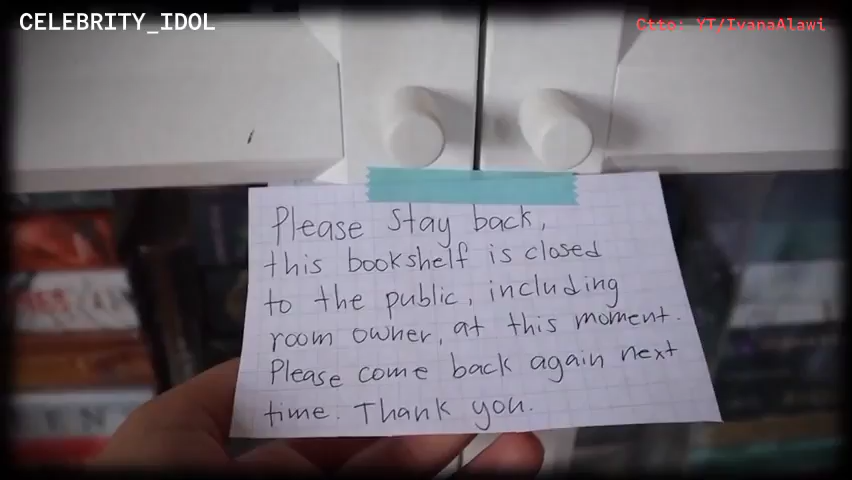 CELEBRITY_IDOL
Ctto: YT/IvanaAlawi
Please stay back,
this bookshelf is closed
to the public, including
room owner, at this moment.
Please come back again next
time. Thank you.